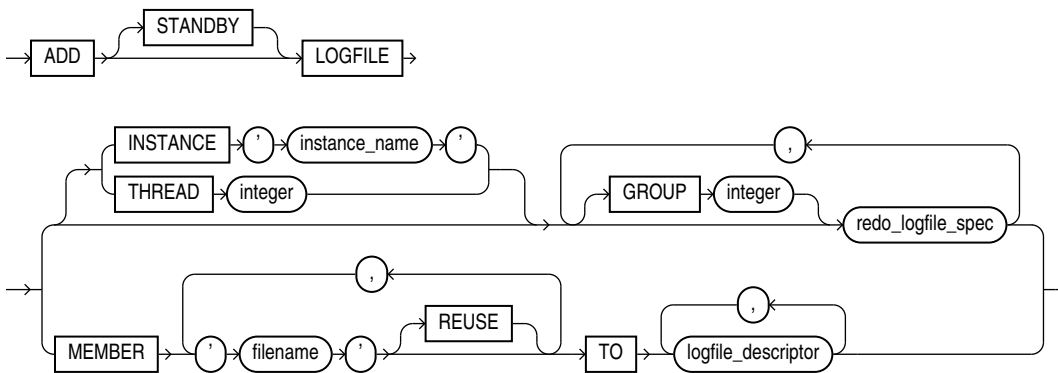 ADD STANDBY LOGFILE
INSTANCE ' instance_name '
THREAD integer
,
GROUP integer
redo_logfile_spec
,
MEMBER ' filename ' REUSE TO
,
logfile_descriptor